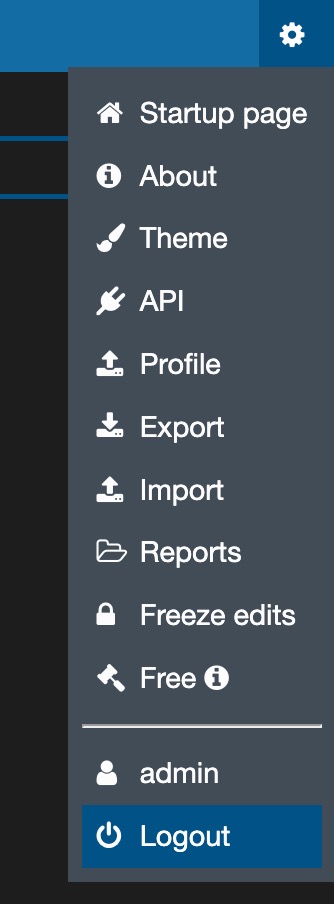 Startup page
About
Theme
API
Profile
Export
Import
Reports
Freeze edits
Free
admin
Logout